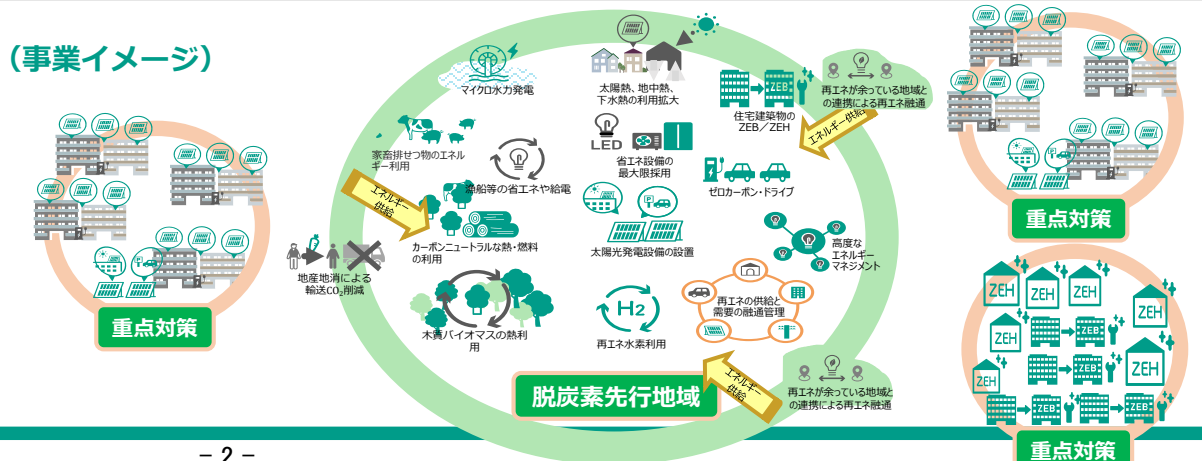 （事業イメージ）
マイクロ水力発電
太陽熱、地中熱、
下水熱の利用拡大
ZEB
住宅建築物の
ZEB／ZEH
再エネが余っている地域と
の連携による再エネ融通
エネルギー供給
家畜排せつ物のエネル
ギー利用
漁船等の省エネや給電
LED
省エネ設備の
最大限採用
ゼロカーボン・ドライブ
エネルギー
供給
カーボンニュートラルな熱・燃料
の利用
P
太陽光発電設備の設置
高度な
エネルギー
マネジメント
地産地消による
輸送CO₂削減
木質バイオマスの熱利
用
H2
再エネ水素利用
再エネの供給と
需要の融通管理
エネルギー
供給
再エネが余っている地域と
の連携による再エネ融通
脱炭素先行地域
P
重点対策
P
重点対策
ZEH
ZEH
ZEH
ZEH
ZEH
ZEB
ZEH
ZEB
ZEH
ZEB
ZEB
重点対策
－ 2 －